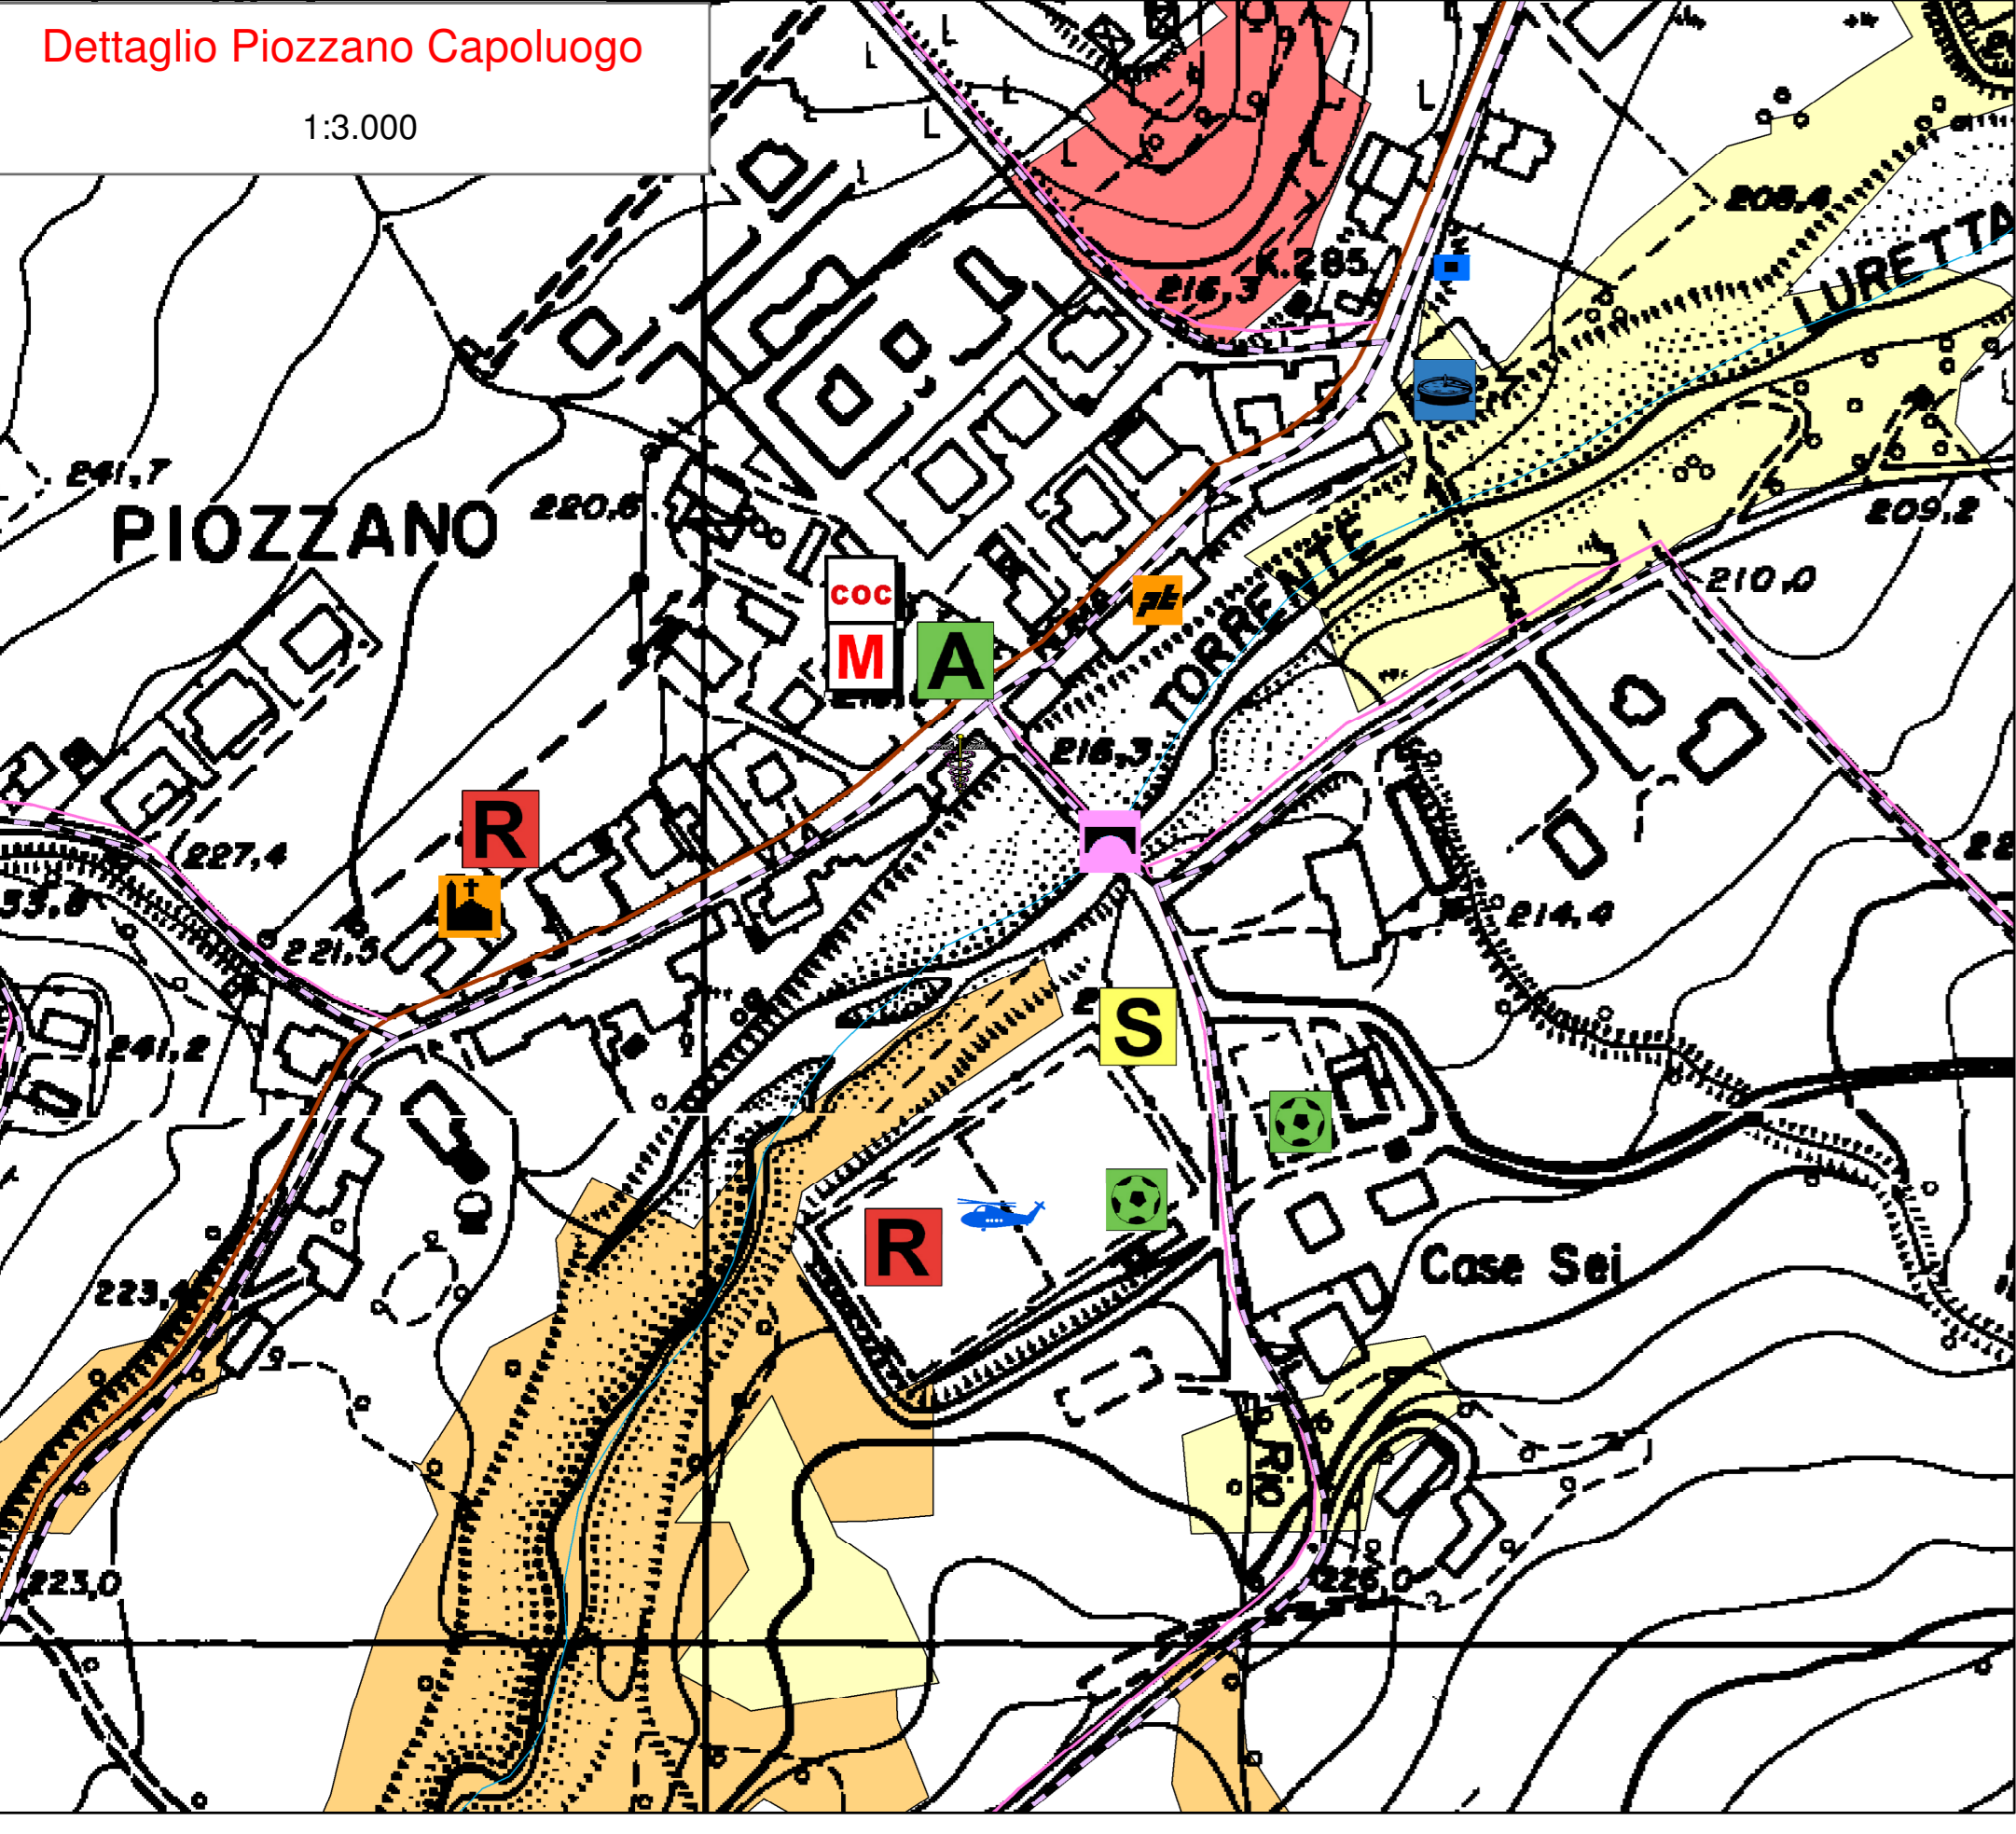 Dettaglio Piozzano Capoluogo
1:3.000
L
L
L
L
L
L
L
L
208,4
LURETTA
K.285
216,3
241,7
PIOZZANO
220,6
209,2
coc
pt
210,0
M
A
TORRENTE
216,3
R
227,4
214,4
221,5
S
241,2
R
Case Sei
RIO
223,0
226,0